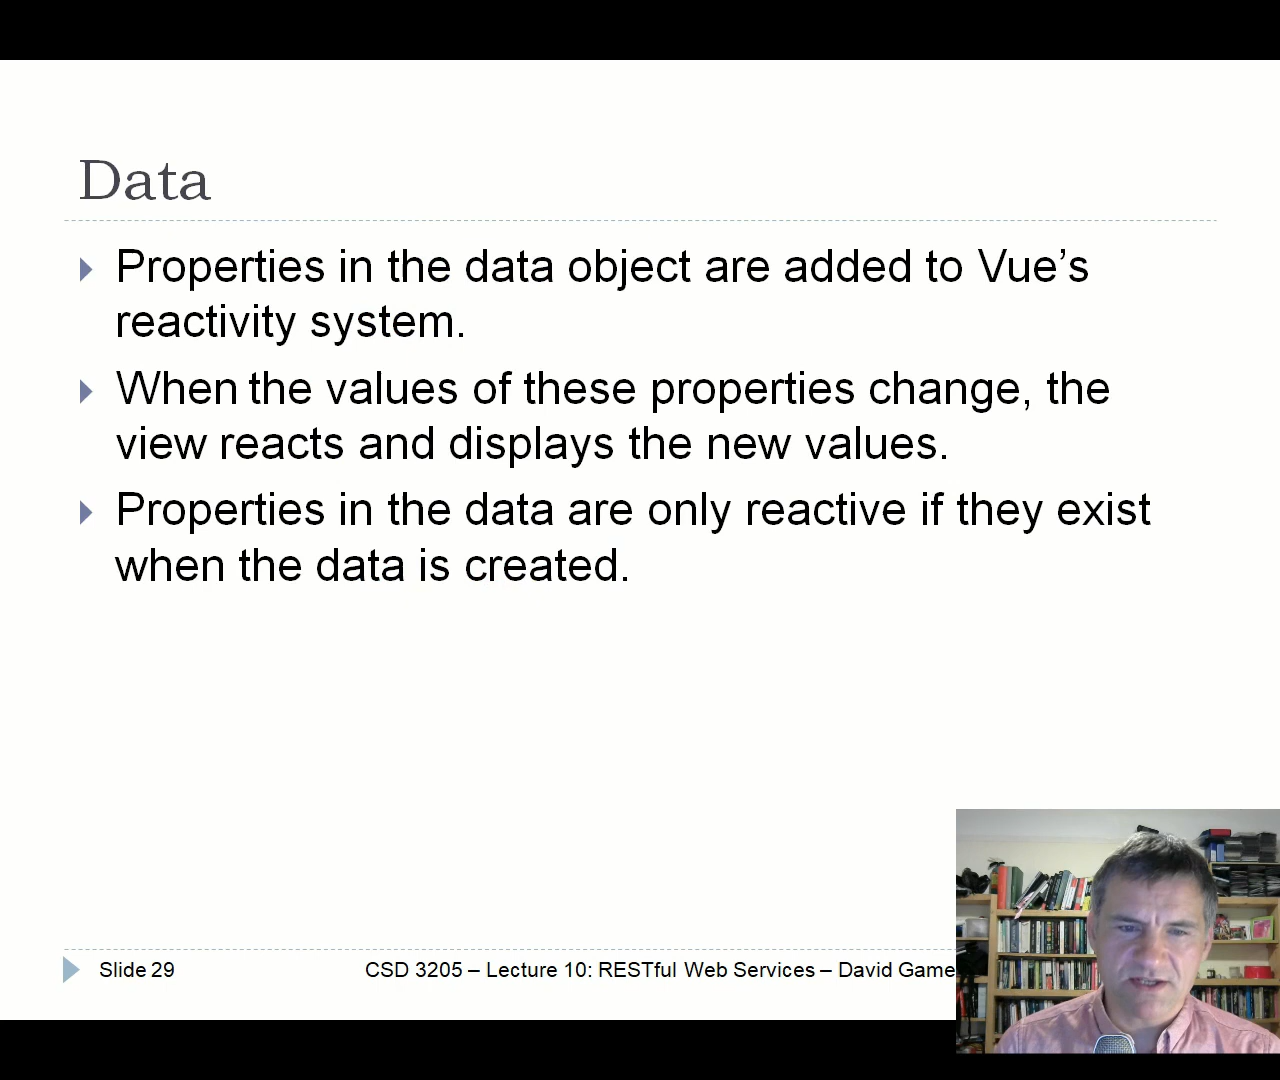 Data
Properties in the data object are added to Vue’s
reactivity system.
When the values of these properties change, the
view reacts and displays the new values.
Properties in the data are only reactive if they exist
when the data is created.
Slide 29
CSD 3205 – Lecture 10: RESTful Web Services – David Game